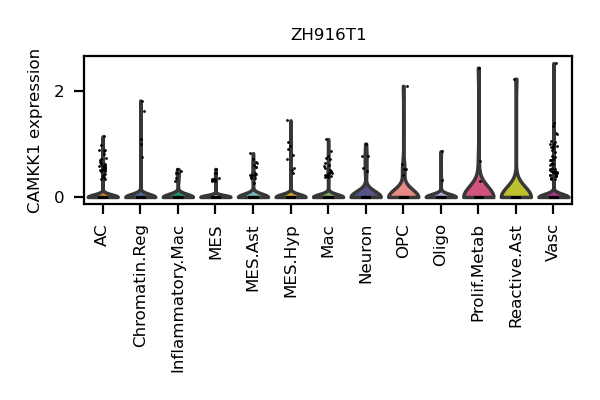 ZH916T1
CAMKK1 expression
2
0
AC
Chromatin.Reg
Inflammatory.Mac
MES
MES.Ast
MES.Hyp
Mac
Neuron
OPC
Oligo
Prolif.Metab
Reactive.Ast
Vasc